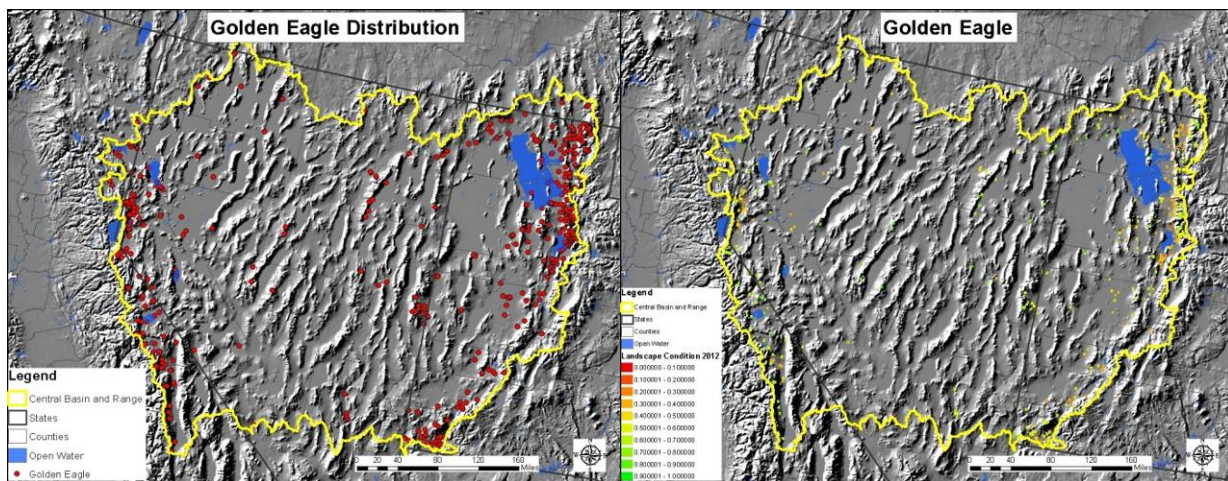 Golden Eagle Distribution
Legend
Central Basin and Range
States
Counties
Open Water
Golden Eagle
0 20 40 80 120 160
Miles
Golden Eagle
Legend
Central Basin and Range
States
Counties
Open Water
Landscape Condition 2012
0.000000 - 0.100000
0.100001 - 0.200000
0.200001 - 0.300000
0.300001 - 0.400000
0.400001 - 0.500000
0.500001 - 0.600000
0.600001 - 0.700000
0.700001 - 0.800000
0.800001 - 0.900000
0.900001 - 1.000000
0 20 40 80 120 160
Miles